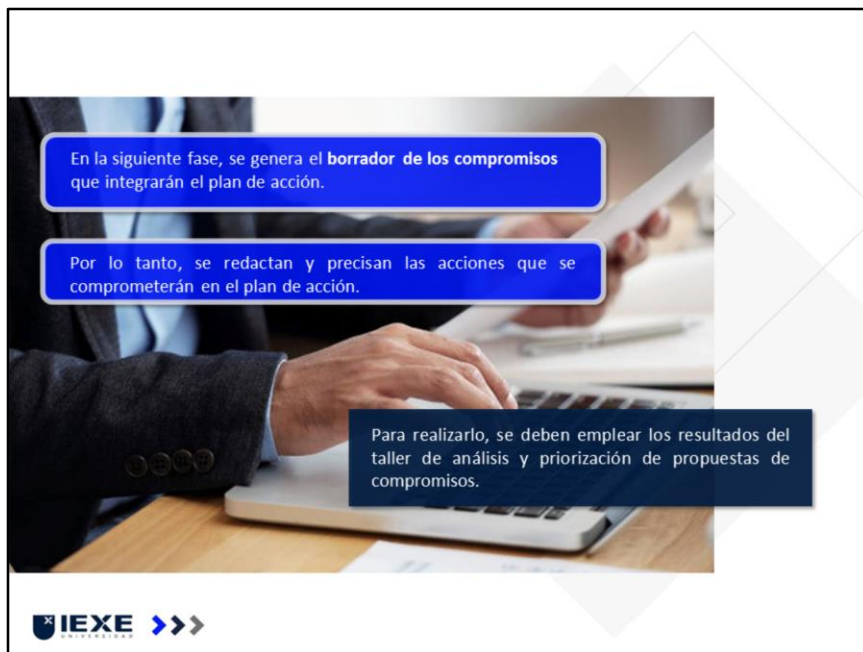 En la siguiente fase, se genera el borrador de los compromisos
que integrarán el plan de acción.
Por lo tanto, se redactan y precisan las acciones que se
comprometerán en el plan de acción.
Para realizarlo, se deben emplear los resultados del
taller de análisis y priorización de propuestas de
compromisos.
IEXE
UNIVERSIDAD